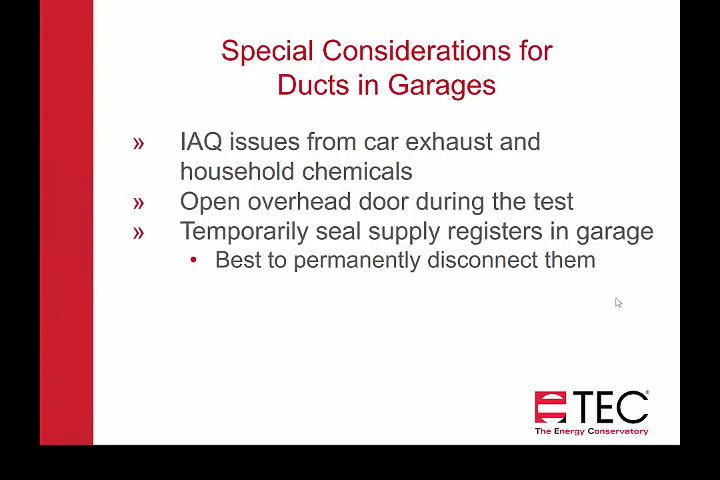 Special Considerations for
Ducts in Garages
» IAQ issues from car exhaust and
household chemicals
» Open overhead door during the test
» Temporarily seal supply registers in garage
• Best to permanently disconnect them
TEC®
The Energy Conservatory